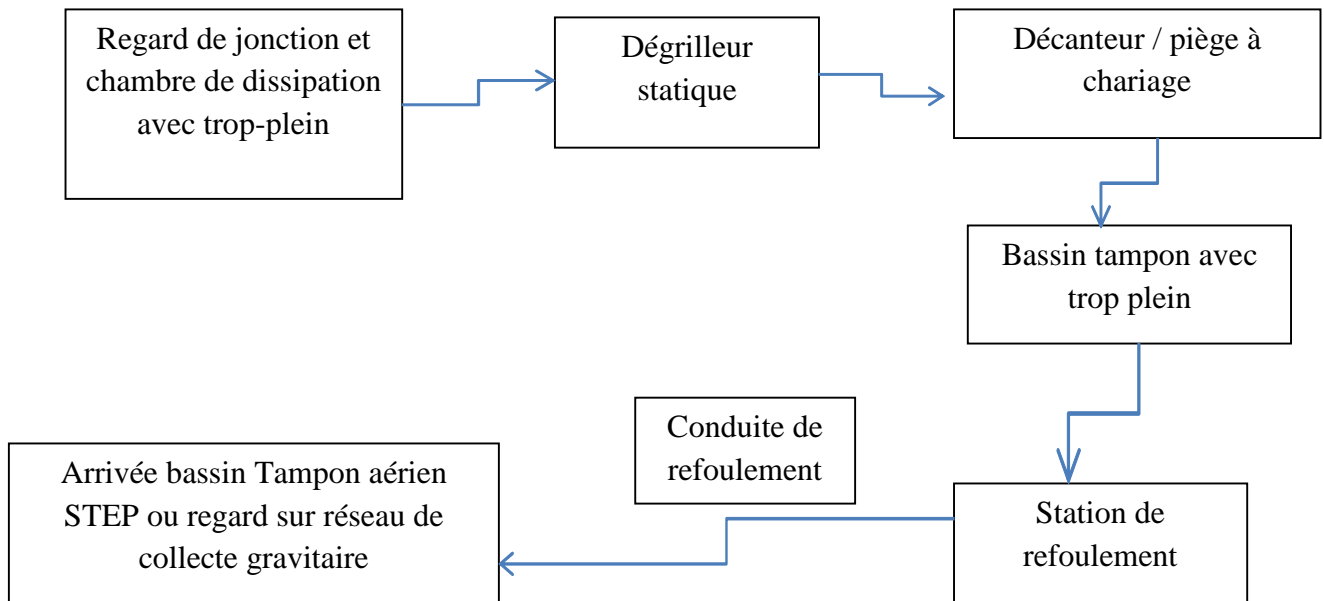 Regard de jonction et
chambre de dissipation
avec trop-plein
Dégrilleur
statique
Décanteur / piège à
chariage
Bassin tampon avec
trop plein
Station de
refoulement
Conduite de
refoulement
Arrivée bassin Tampon aérien
STEP ou regard sur réseau de
collecte gravitaire